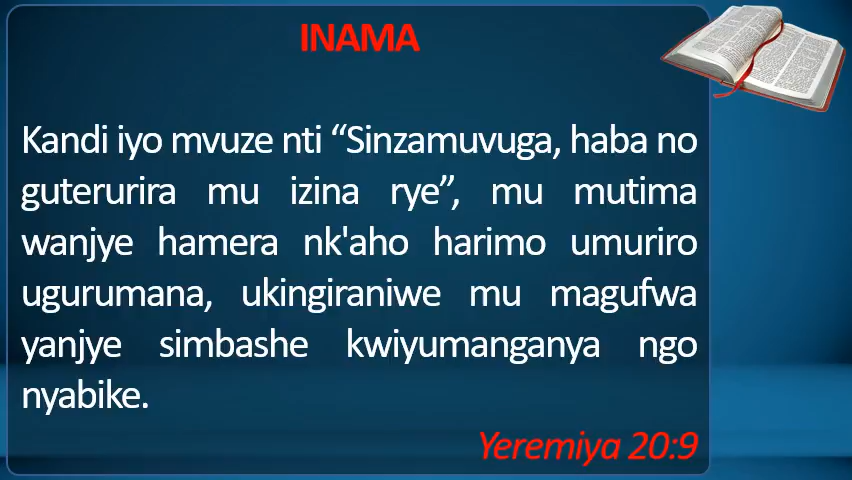 INAMA
Kandi iyo mvuze nti “Sinzamuvuga, haba no
guterurira mu izina rye”, mu mutima
wanjye hamera nk'aho harimo umuriro
ugurumana, ukingiraniwe mu magufwa
yanjye simbashe kwiyumanganya ngo
nyabike.
Yeremiya 20:9